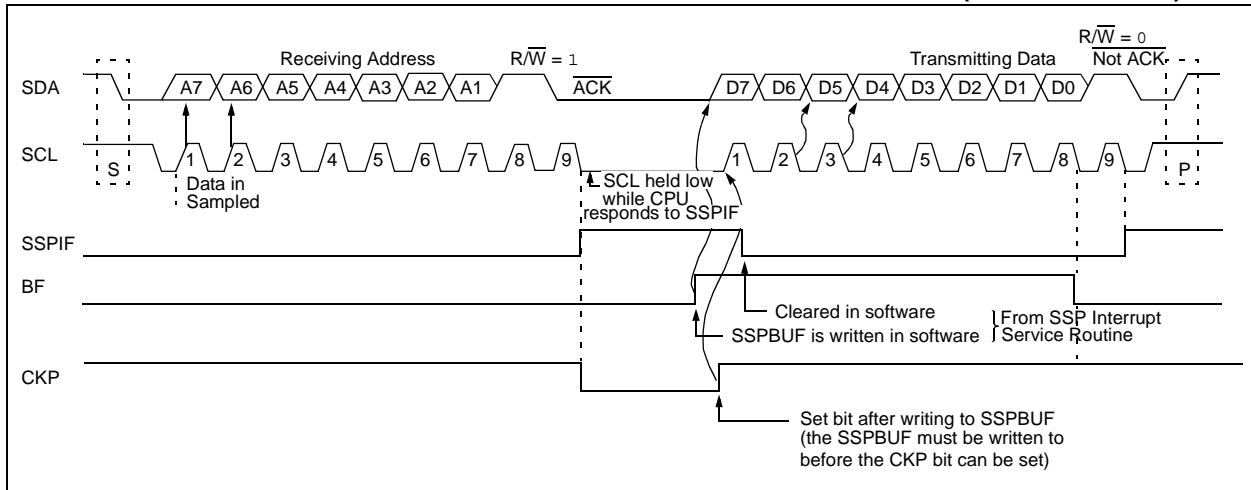 R/W = 0
Receiving Address R/W = 1 Transmitting Data Not ACK
SDA A7 A6 A5 A4 A3 A2 A1 ACK D7 D6 D5 D4 D3 D2 D1 D0
SCL S 1 2 3 4 5 6 7 8 9 1 2 3 4 5 6 7 8 9 P
Data in
Sampled
SCL held low
while CPU
responds to SSPIF
SSPIF
BF
Cleared in software
SSPBUF is written in software
From SSP Interrupt
Service Routine
CKP
Set bit after writing to SSPBUF
(the SSPBUF must be written to
before the CKP bit can be set)